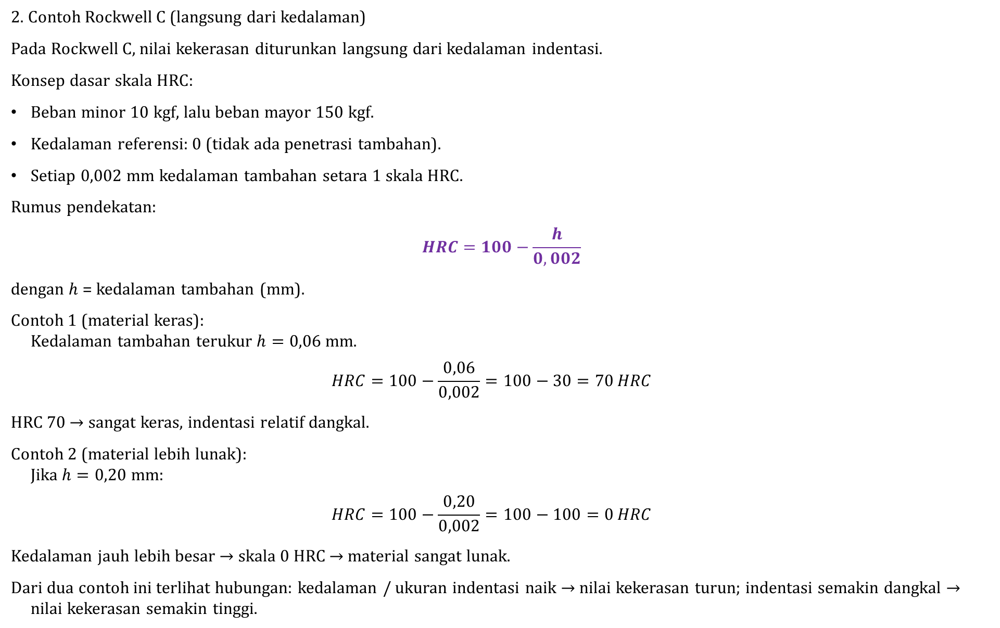 2. Contoh Rockwell C (langsung dari kedalaman)
Pada Rockwell C, nilai kekerasan diturunkan langsung dari kedalaman indentasi.
Konsep dasar skala HRC:
• Beban minor 10 kgf, lalu beban mayor 150 kgf.
• Kedalaman referensi: 0 (tidak ada penetrasi tambahan).
• Setiap 0,002 mm kedalaman tambahan setara 1 skala HRC.
Rumus pendekatan:
HRC = 100 − h / 0,002
dengan h = kedalaman tambahan (mm).
Contoh 1 (material keras):
Kedalaman tambahan terukur h = 0,06 mm.
HRC = 100 − 0,06 / 0,002 = 100 − 30 = 70 HRC
HRC 70 → sangat keras, indentasi relatif dangkal.
Contoh 2 (material lebih lunak):
Jika h = 0,20 mm:
HRC = 100 − 0,20 / 0,002 = 100 − 100 = 0 HRC
Kedalaman jauh lebih besar → skala 0 HRC → material sangat lunak.
Dari dua contoh ini terlihat hubungan: kedalaman / ukuran indentasi naik → nilai kekerasan turun; indentasi semakin dangkal →
nilai kekerasan semakin tinggi.